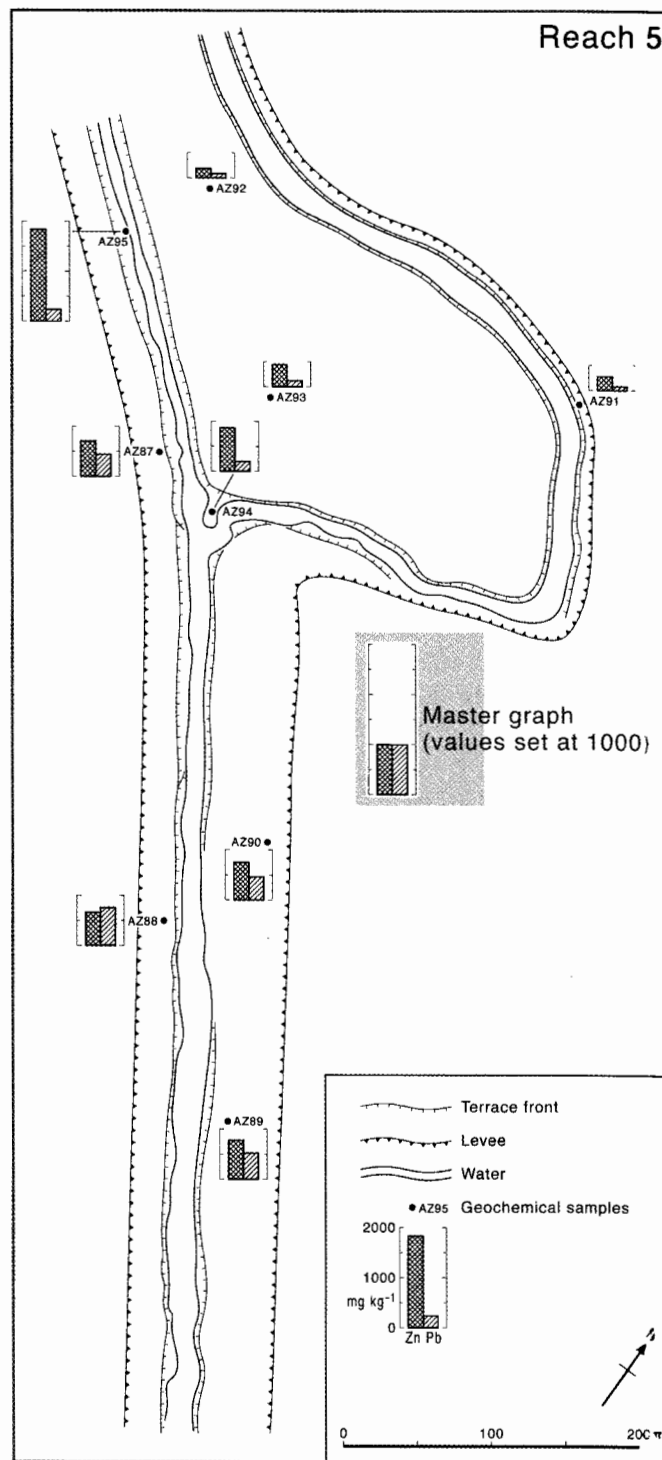 Reach 5
AZ92
AZ95
AZ93
AZ91
AZ87
AZ94
Master graph
(values set at 1000)
AZ90
AZ88
AZ89
Terrace front
Levee
Water
AZ95 Geochemical samples
2000
1000
mg kg⁻¹
0
Zn Pb
N
0 100 200 m